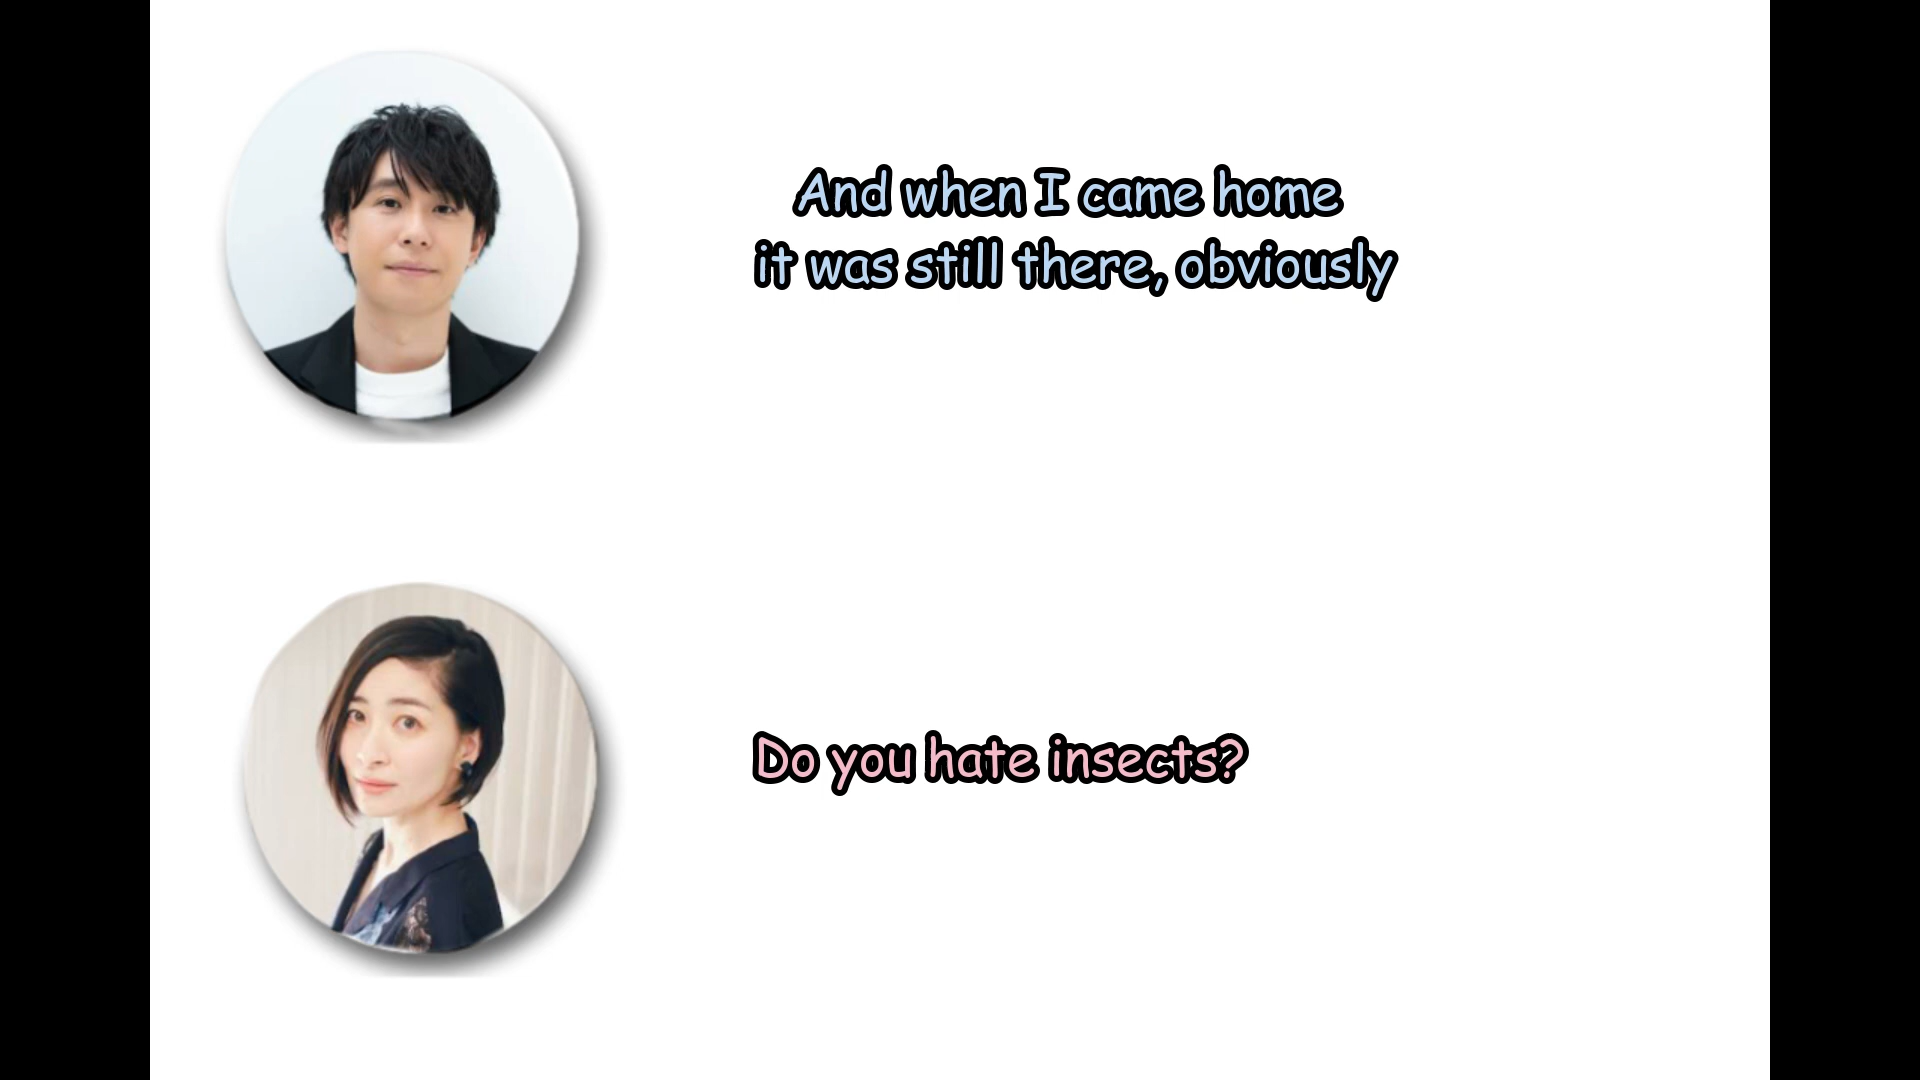 And when I came home
it was still there, obviously
Do you hate insects?